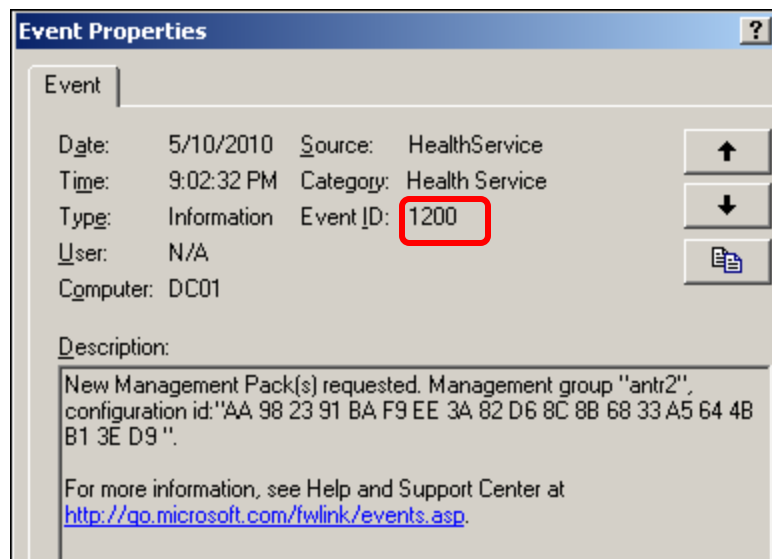 Event Properties
?
Event
Date: 5/10/2010 Source: HealthService
Time: 9:02:32 PM Category: Health Service
Type: Information Event ID: 1200
User: N/A
Computer: DC01
Description:
New Management Pack(s) requested. Management group "antr2",
configuration id:"AA 98 23 91 BA F9 EE 3A 82 D6 8C 8B 68 33 A5 64 4B
B1 3E D9 ".
For more information, see Help and Support Center at
http://go.microsoft.com/fwlink/events.asp.